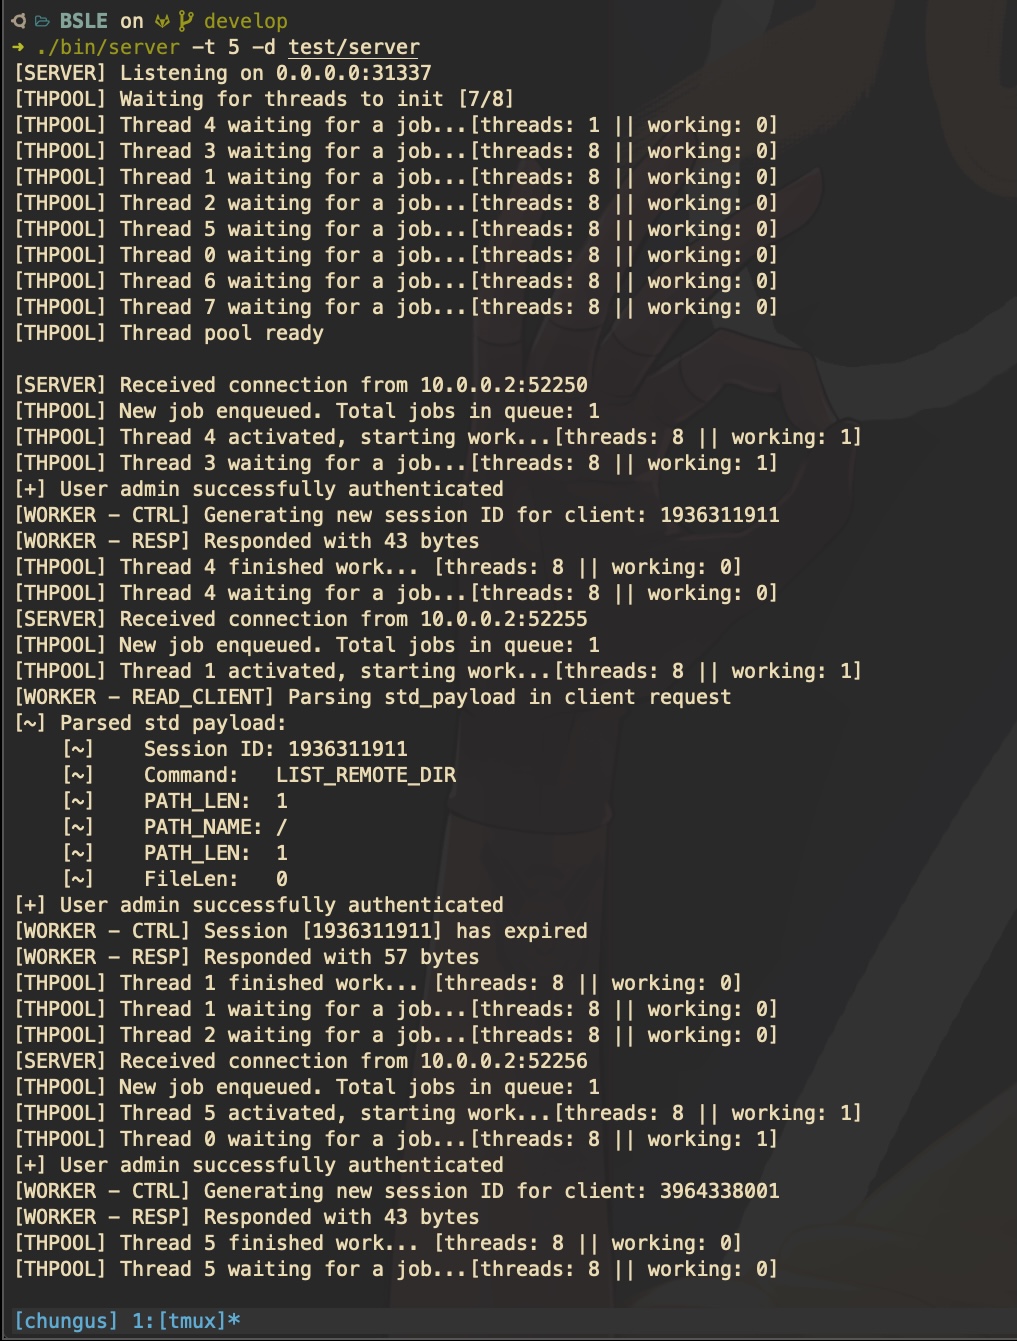 BSLE on develop
➜ ./bin/server -t 5 -d test/server
[SERVER] Listening on 0.0.0.0:31337
[THPOOL] Waiting for threads to init [7/8]
[THPOOL] Thread 4 waiting for a job...[threads: 1 || working: 0]
[THPOOL] Thread 3 waiting for a job...[threads: 8 || working: 0]
[THPOOL] Thread 1 waiting for a job...[threads: 8 || working: 0]
[THPOOL] Thread 2 waiting for a job...[threads: 8 || working: 0]
[THPOOL] Thread 5 waiting for a job...[threads: 8 || working: 0]
[THPOOL] Thread 0 waiting for a job...[threads: 8 || working: 0]
[THPOOL] Thread 6 waiting for a job...[threads: 8 || working: 0]
[THPOOL] Thread 7 waiting for a job...[threads: 8 || working: 0]
[THPOOL] Thread pool ready
[SERVER] Received connection from 10.0.0.2:52250
[THPOOL] New job enqueued. Total jobs in queue: 1
[THPOOL] Thread 4 activated, starting work...[threads: 8 || working: 1]
[THPOOL] Thread 3 waiting for a job...[threads: 8 || working: 1]
[+] User admin successfully authenticated
[WORKER - CTRL] Generating new session ID for client: 1936311911
[WORKER - RESP] Responded with 43 bytes
[THPOOL] Thread 4 finished work... [threads: 8 || working: 0]
[THPOOL] Thread 4 waiting for a job...[threads: 8 || working: 0]
[SERVER] Received connection from 10.0.0.2:52255
[THPOOL] New job enqueued. Total jobs in queue: 1
[THPOOL] Thread 1 activated, starting work...[threads: 8 || working: 1]
[WORKER - READ_CLIENT] Parsing std_payload in client request
[~] Parsed std payload:
[~] Session ID: 1936311911
[~] Command: LIST_REMOTE_DIR
[~] PATH_LEN: 1
[~] PATH_NAME: /
[~] PATH_LEN: 1
[~] FileLen: 0
[+] User admin successfully authenticated
[WORKER - CTRL] Session [1936311911] has expired
[WORKER - RESP] Responded with 57 bytes
[THPOOL] Thread 1 finished work... [threads: 8 || working: 0]
[THPOOL] Thread 1 waiting for a job...[threads: 8 || working: 0]
[THPOOL] Thread 2 waiting for a job...[threads: 8 || working: 0]
[SERVER] Received connection from 10.0.0.2:52256
[THPOOL] New job enqueued. Total jobs in queue: 1
[THPOOL] Thread 5 activated, starting work...[threads: 8 || working: 1]
[THPOOL] Thread 0 waiting for a job...[threads: 8 || working: 1]
[+] User admin successfully authenticated
[WORKER - CTRL] Generating new session ID for client: 3964338001
[WORKER - RESP] Responded with 43 bytes
[THPOOL] Thread 5 finished work... [threads: 8 || working: 0]
[THPOOL] Thread 5 waiting for a job...[threads: 8 || working: 0]
[chungus] 1:[tmux]*